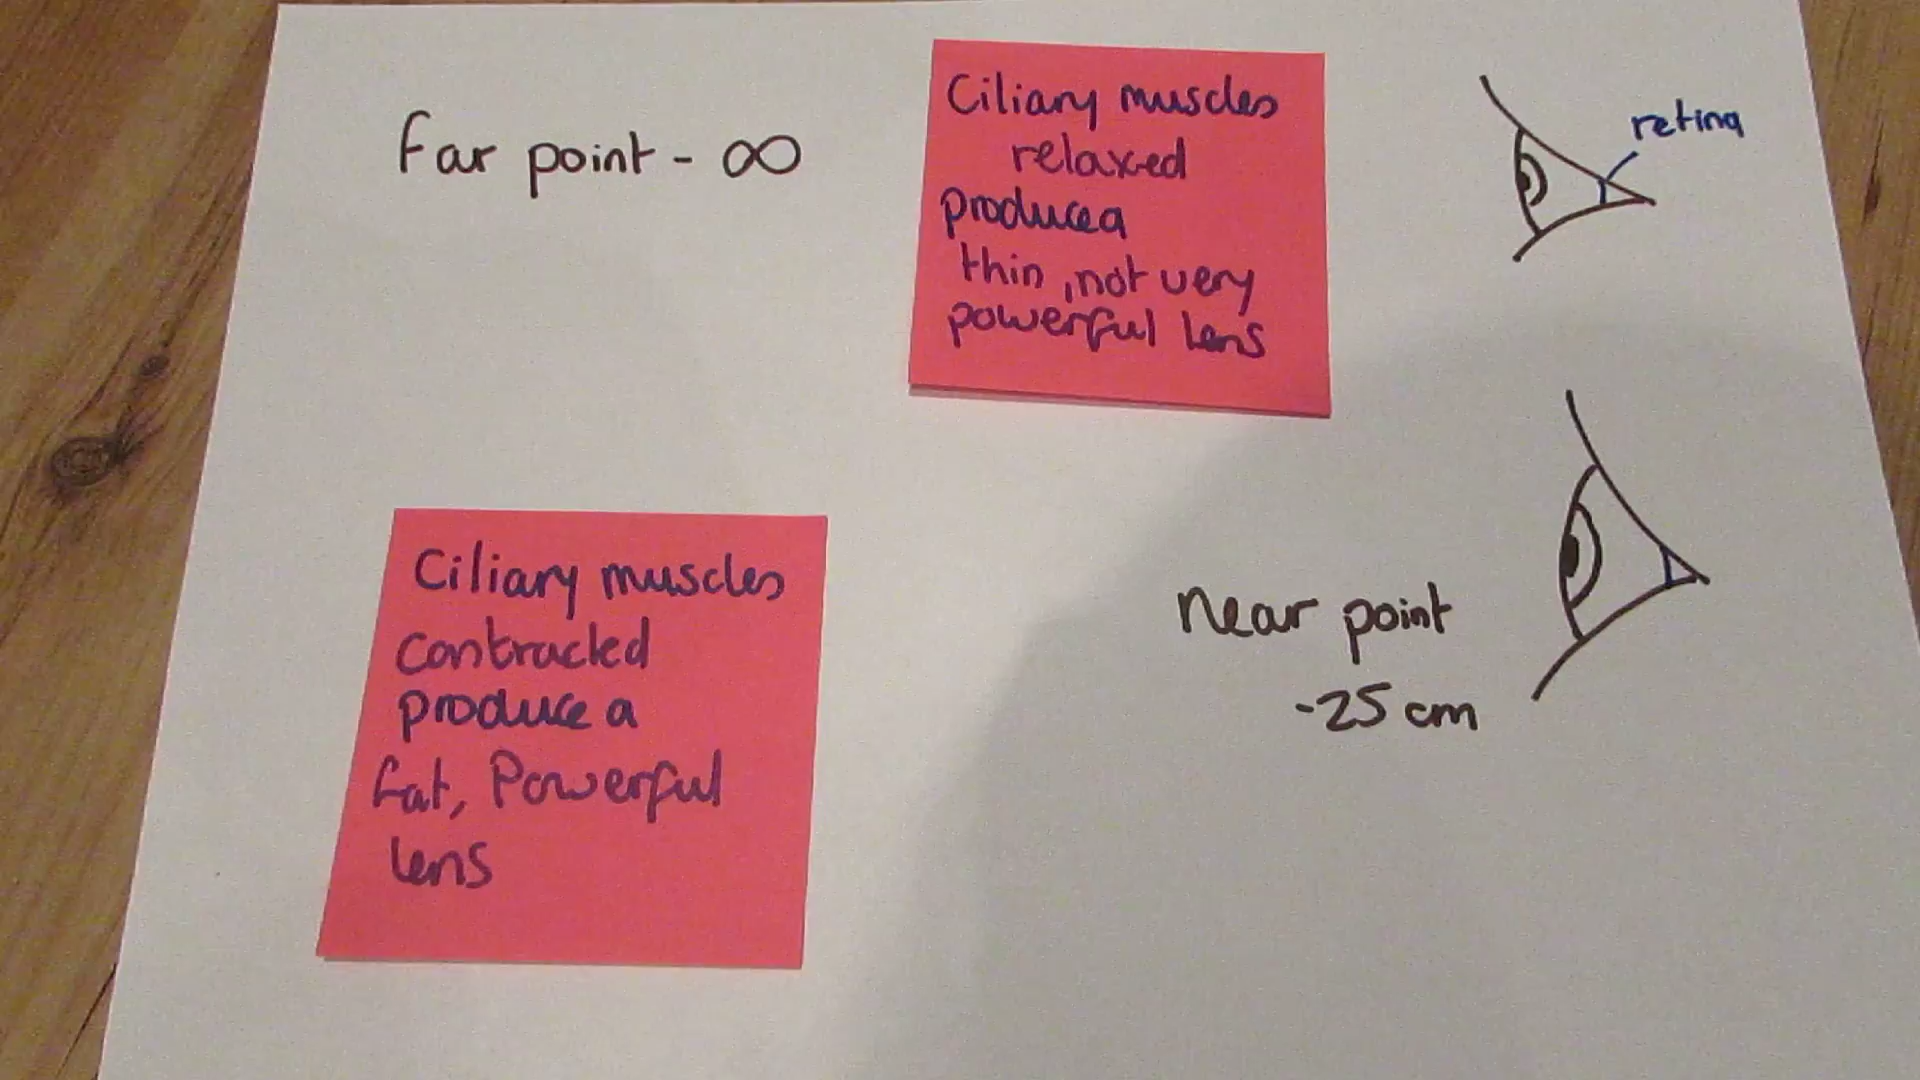 Far point - ∞
Ciliary muscles
relaxed
produce a
thin, not very
powerful lens
retina
Ciliary muscles
contracted
produce a
fat, Powerful
lens
Near point
-25 cm